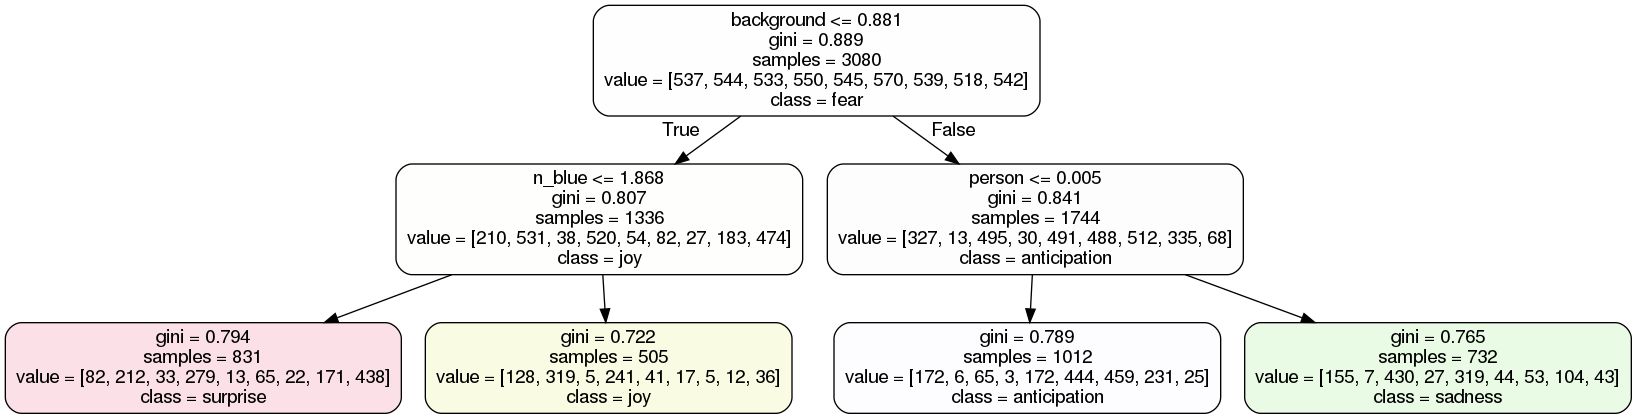 background <= 0.881
gini = 0.889
samples = 3080
value = [537, 544, 533, 550, 545, 570, 539, 518, 542]
class = fear
True
False
n_blue <= 1.868
gini = 0.807
samples = 1336
value = [210, 531, 38, 520, 54, 82, 27, 183, 474]
class = joy
person <= 0.005
gini = 0.841
samples = 1744
value = [327, 13, 495, 30, 491, 488, 512, 335, 68]
class = anticipation
gini = 0.794
samples = 831
value = [82, 212, 33, 279, 13, 65, 22, 171, 438]
class = surprise
gini = 0.722
samples = 505
value = [128, 319, 5, 241, 41, 17, 5, 12, 36]
class = joy
gini = 0.789
samples = 1012
value = [172, 6, 65, 3, 172, 444, 459, 231, 25]
class = anticipation
gini = 0.765
samples = 732
value = [155, 7, 430, 27, 319, 44, 53, 104, 43]
class = sadness